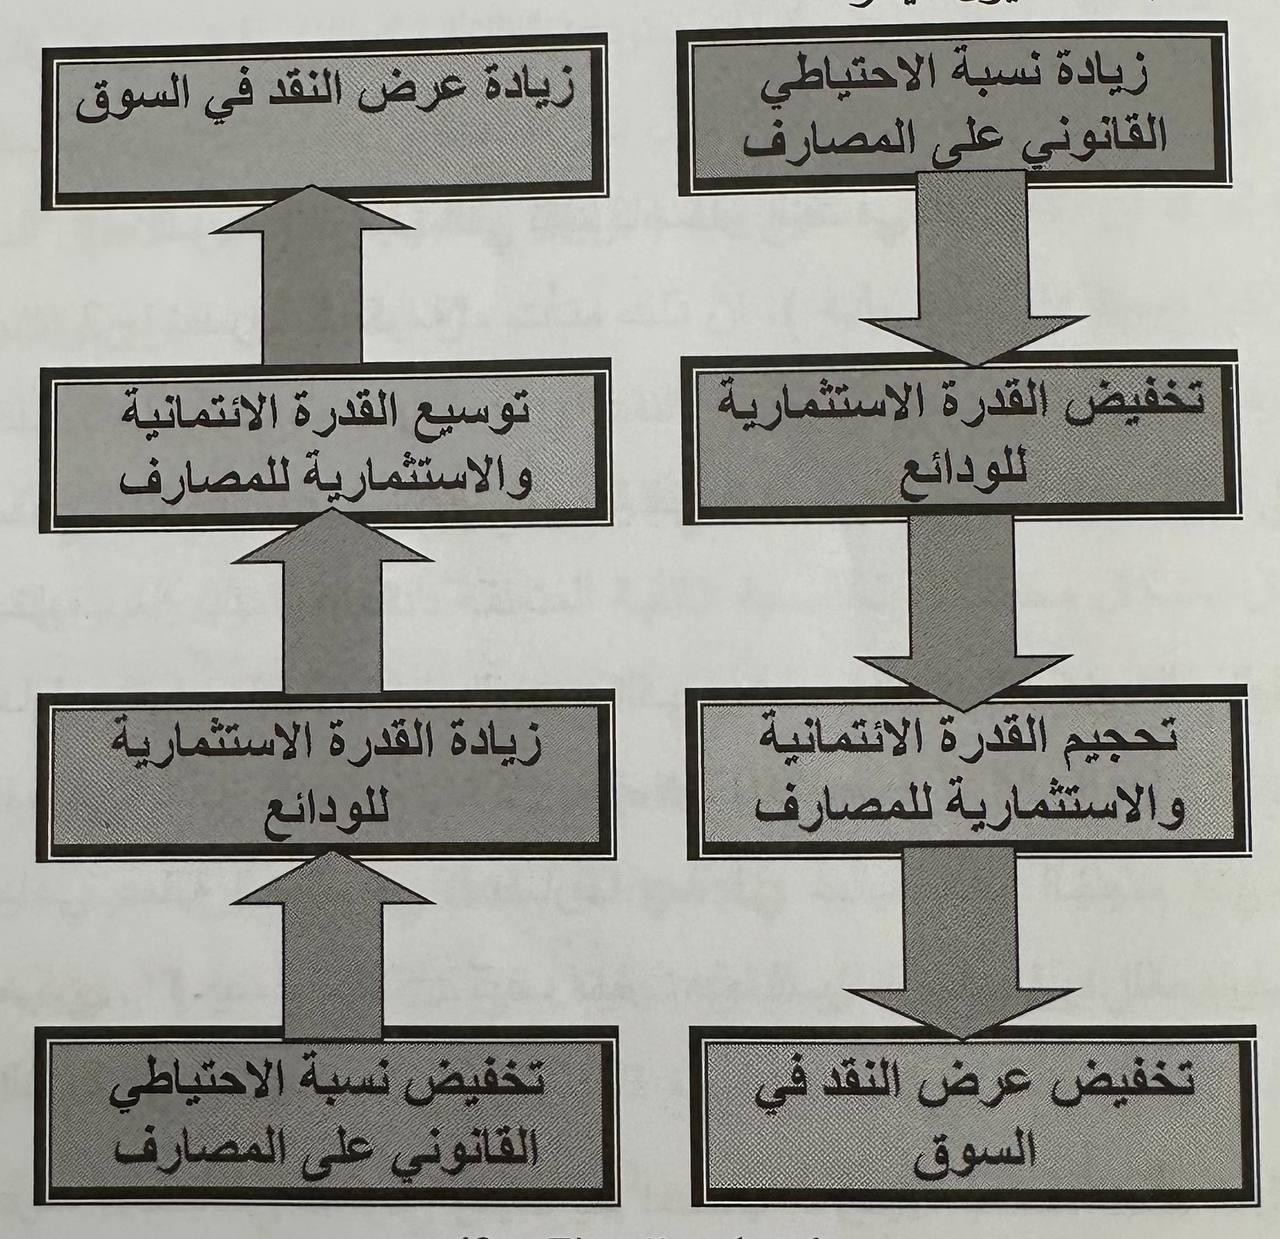 زيادة نسبة الاحتياطي
القانوني على المصارف
تخفيض القدرة الاستثمارية
للودائع
تحجيم القدرة الائتمانية
والاستثمارية للمصارف
تخفيض عرض النقد في
السوق
زيادة عرض النقد في السوق
توسيع القدرة الائتمانية
والاستثمارية للمصارف
زيادة القدرة الاستثمارية
للودائع
تخفيض نسبة الاحتياطي
القانوني على المصارف